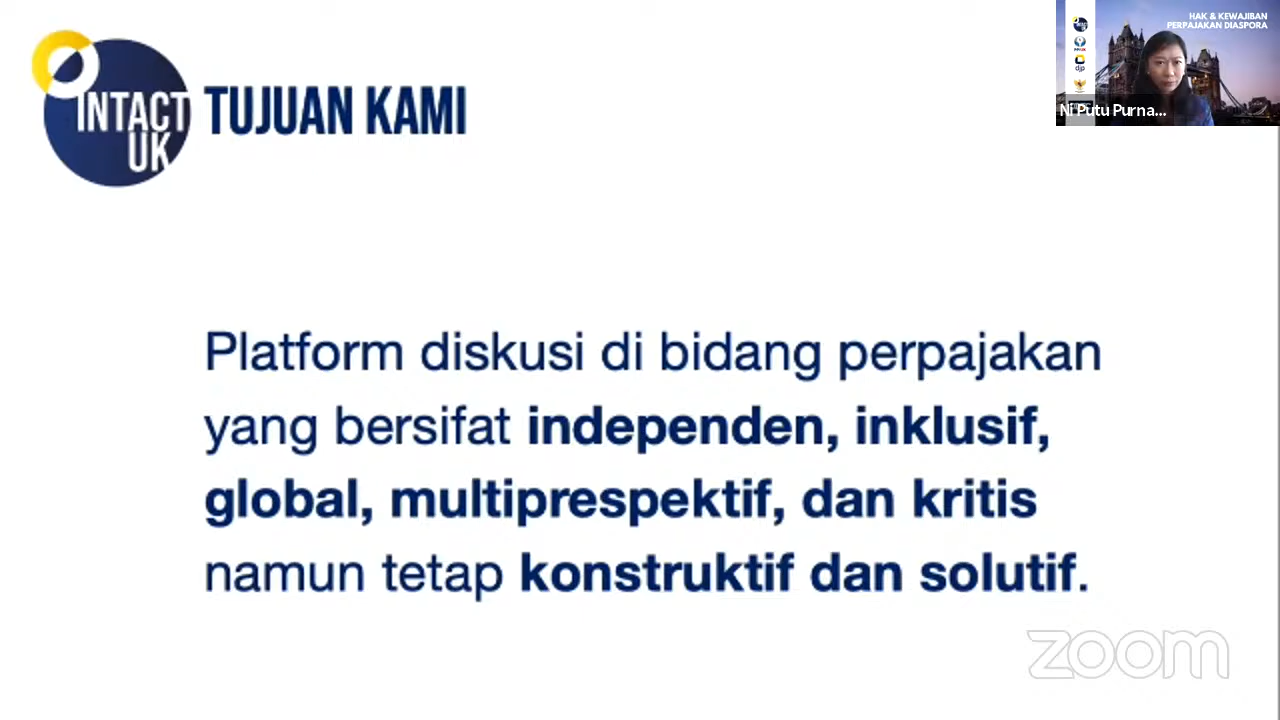 INTACT
UK
TUJUAN KAMI
HAK & KEWAJIBAN
PERPAJAKAN DIASPORA
djp
Ni Putu Purna...
Platform diskusi di bidang perpajakan
yang bersifat independen, inklusif,
global, multiprespektif, dan kritis
namun tetap konstruktif dan solutif.
zoom